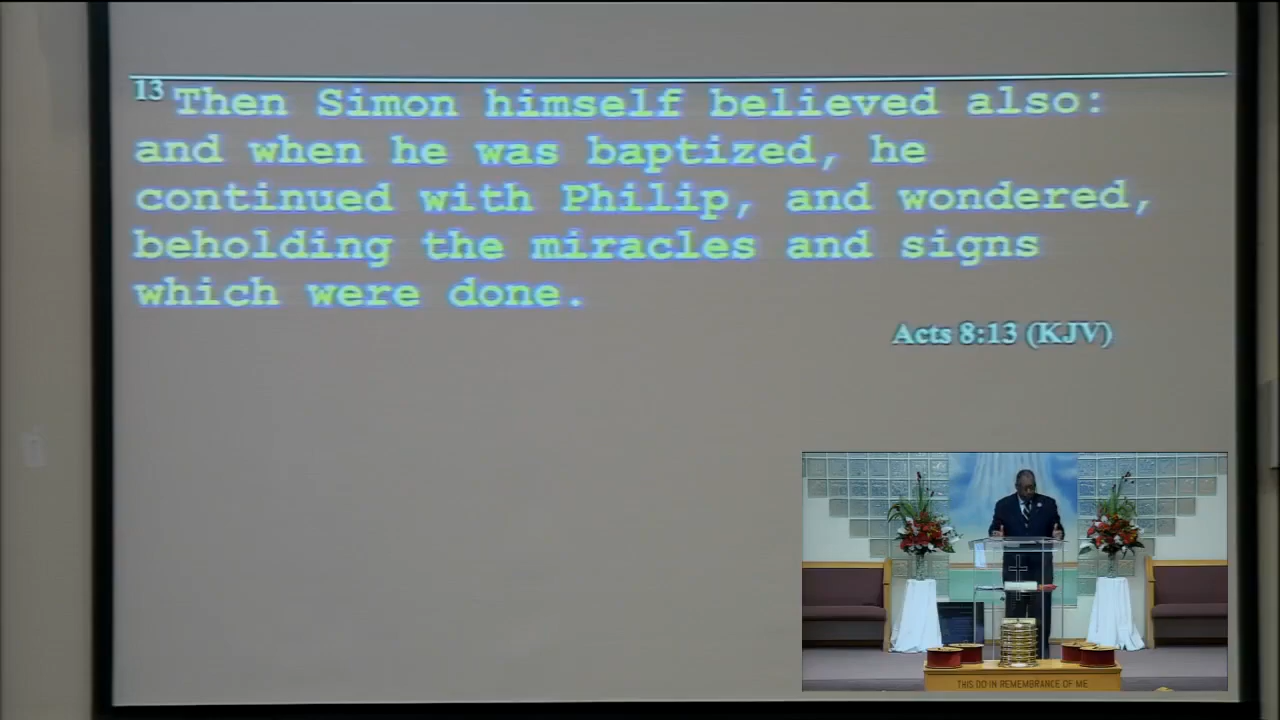 13 Then Simon himself believed also:
and when he was baptized, he
continued with Philip, and wondered,
beholding the miracles and signs
which were done.
Acts 8:13 (KJV)
THIS DO IN REMEMBRANCE OF ME